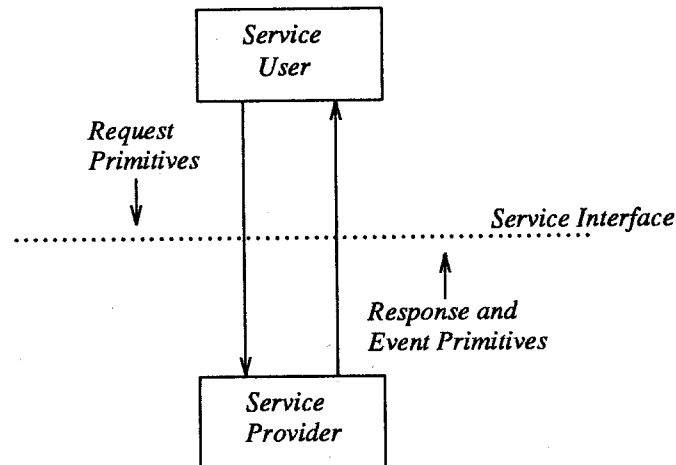 Service
User
Request
Primitives
Service Interface
Response and
Event Primitives
Service
Provider